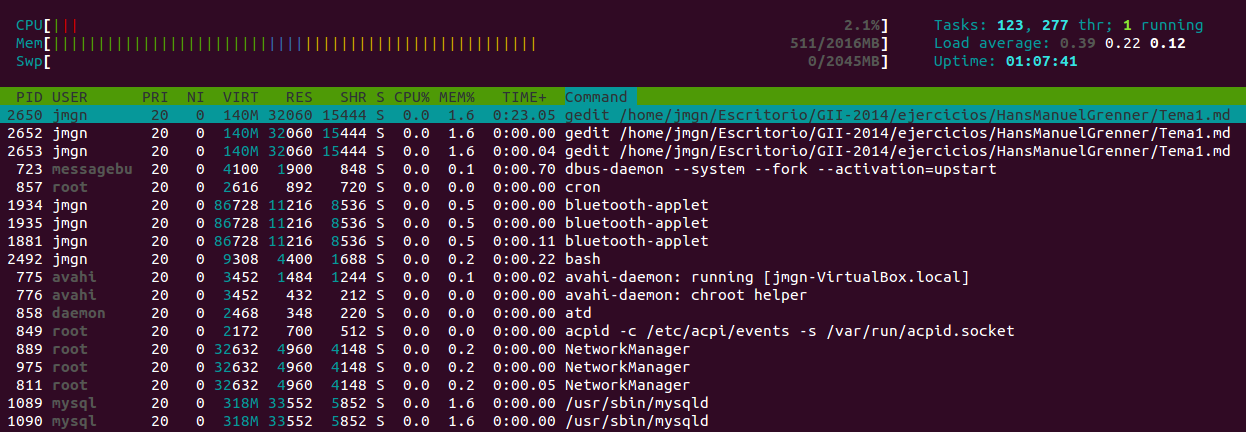 CPU[||| 2.1%] Tasks: 123, 277 thr; 1 running
Mem[|||||||||||||||||||||||||||||||||||||||||||||||||||||| 511/2016MB] Load average: 0.39 0.22 0.12
Swp[ 0/2045MB] Uptime: 01:07:41
PID USER PRI NI VIRT RES SHR S CPU% MEM% TIME+ Command
2650 jmgn 20 0 140M 32060 15444 S 0.0 1.6 0:23.05 gedit /home/jmgn/Escritorio/GII-2014/ejercicios/HansManuelGrenner/Tema1.md
2652 jmgn 20 0 140M 32060 15444 S 0.0 1.6 0:00.00 gedit /home/jmgn/Escritorio/GII-2014/ejercicios/HansManuelGrenner/Tema1.md
2653 jmgn 20 0 140M 32060 15444 S 0.0 1.6 0:00.04 gedit /home/jmgn/Escritorio/GII-2014/ejercicios/HansManuelGrenner/Tema1.md
723 messagebu 20 0 4100 1900 848 S 0.0 0.1 0:00.70 dbus-daemon --system --fork --activation=upstart
857 root 20 0 2616 892 720 S 0.0 0.0 0:00.00 cron
1934 jmgn 20 0 86728 11216 8536 S 0.0 0.5 0:00.00 bluetooth-applet
1935 jmgn 20 0 86728 11216 8536 S 0.0 0.5 0:00.00 bluetooth-applet
1881 jmgn 20 0 86728 11216 8536 S 0.0 0.5 0:00.11 bluetooth-applet
2492 jmgn 20 0 9308 4400 1688 S 0.0 0.2 0:00.22 bash
775 avahi 20 0 3452 1484 1244 S 0.0 0.1 0:00.02 avahi-daemon: running [jmgn-VirtualBox.local]
776 avahi 20 0 3452 432 212 S 0.0 0.0 0:00.00 avahi-daemon: chroot helper
858 daemon 20 0 2468 348 220 S 0.0 0.0 0:00.00 atd
849 root 20 0 2172 700 512 S 0.0 0.0 0:00.00 acpid -c /etc/acpi/events -s /var/run/acpid.socket
889 root 20 0 32632 4960 4148 S 0.0 0.2 0:00.00 NetworkManager
975 root 20 0 32632 4960 4148 S 0.0 0.2 0:00.00 NetworkManager
811 root 20 0 32632 4960 4148 S 0.0 0.2 0:00.05 NetworkManager
1089 mysql 20 0 318M 33552 5852 S 0.0 1.6 0:00.00 /usr/sbin/mysqld
1090 mysql 20 0 318M 33552 5852 S 0.0 1.6 0:00.00 /usr/sbin/mysqld